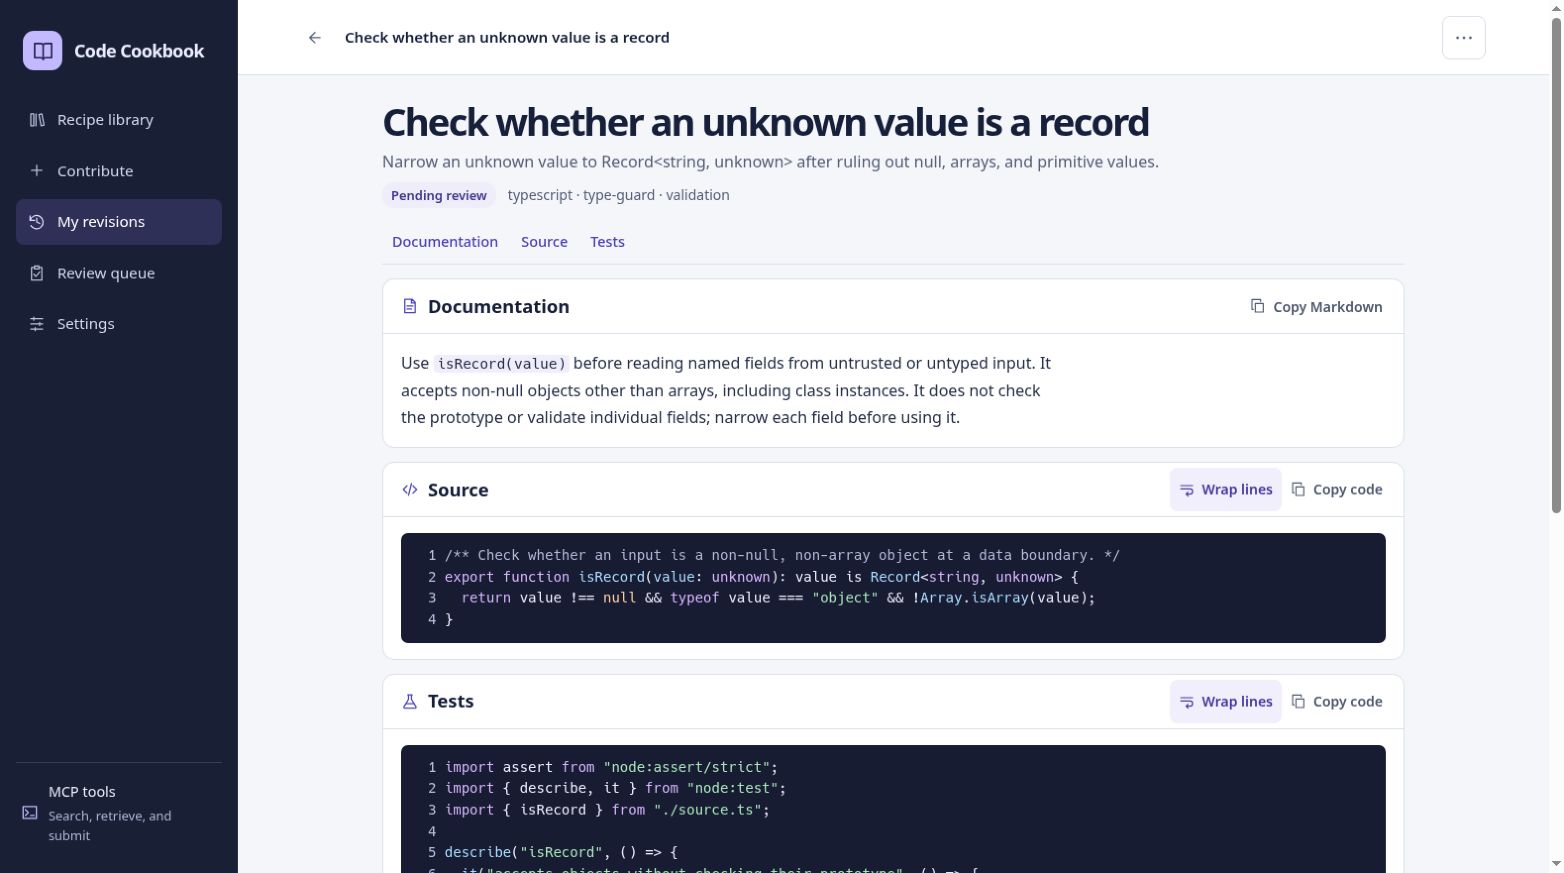 Code Cookbook
Recipe library
Contribute
My revisions
Review queue
Settings
MCP tools
Search, retrieve, and
submit
Check whether an unknown value is a record
Check whether an unknown value is a record
Narrow an unknown value to Record<string, unknown> after ruling out null, arrays, and primitive values.
Pending review typescript · type-guard · validation
Documentation Source Tests
Documentation Copy Markdown
Use isRecord(value) before reading named fields from untrusted or untyped input. It
accepts non-null objects other than arrays, including class instances. It does not check
the prototype or validate individual fields; narrow each field before using it.
Source Wrap lines Copy code
1 /** Check whether an input is a non-null, non-array object at a data boundary. */
2 export function isRecord(value: unknown): value is Record<string, unknown> {
3   return value !== null && typeof value === "object" && !Array.isArray(value);
4 }
Tests Wrap lines Copy code
1 import assert from "node:assert/strict";
2 import { describe, it } from "node:test";
3 import { isRecord } from "./source.ts";
4
5 describe("isRecord", () => {
6   it("accepts objects without checking their prototype", () => {